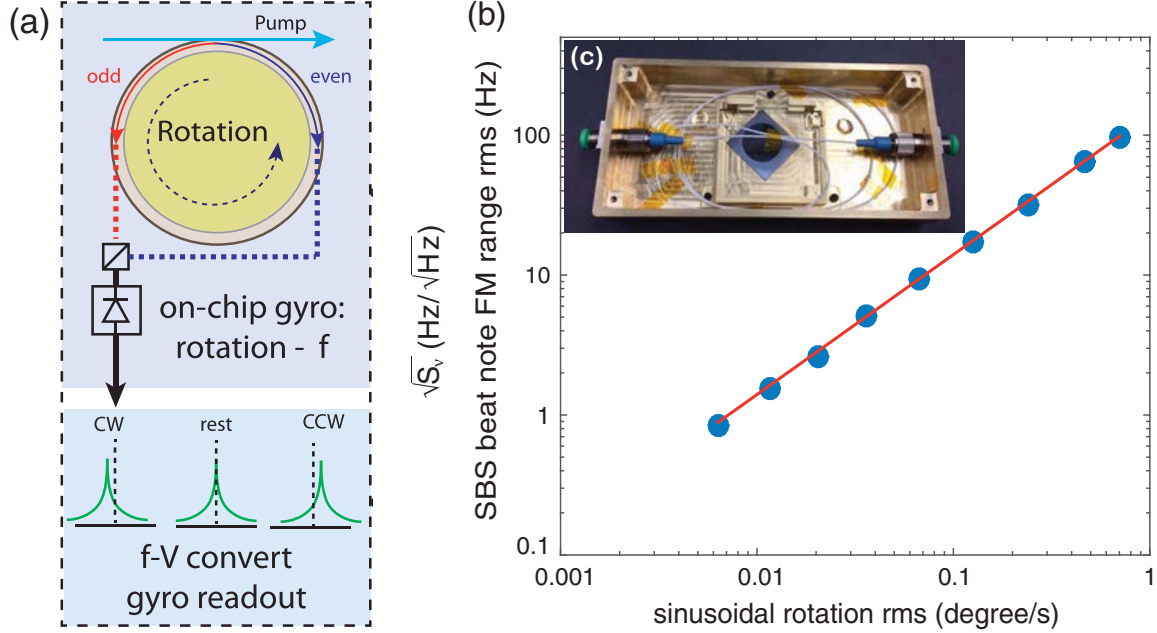 (a)
Pump
odd
even
Rotation
on-chip gyro:
rotation - f
CW
rest
CCW
f-V convert
gyro readout
(b)
√Sᵥ (Hz/√Hz)
SBS beat note FM range rms (Hz)
100
10
1
0.1
0.001
0.01
0.1
1
sinusoidal rotation rms (degree/s)
(c)